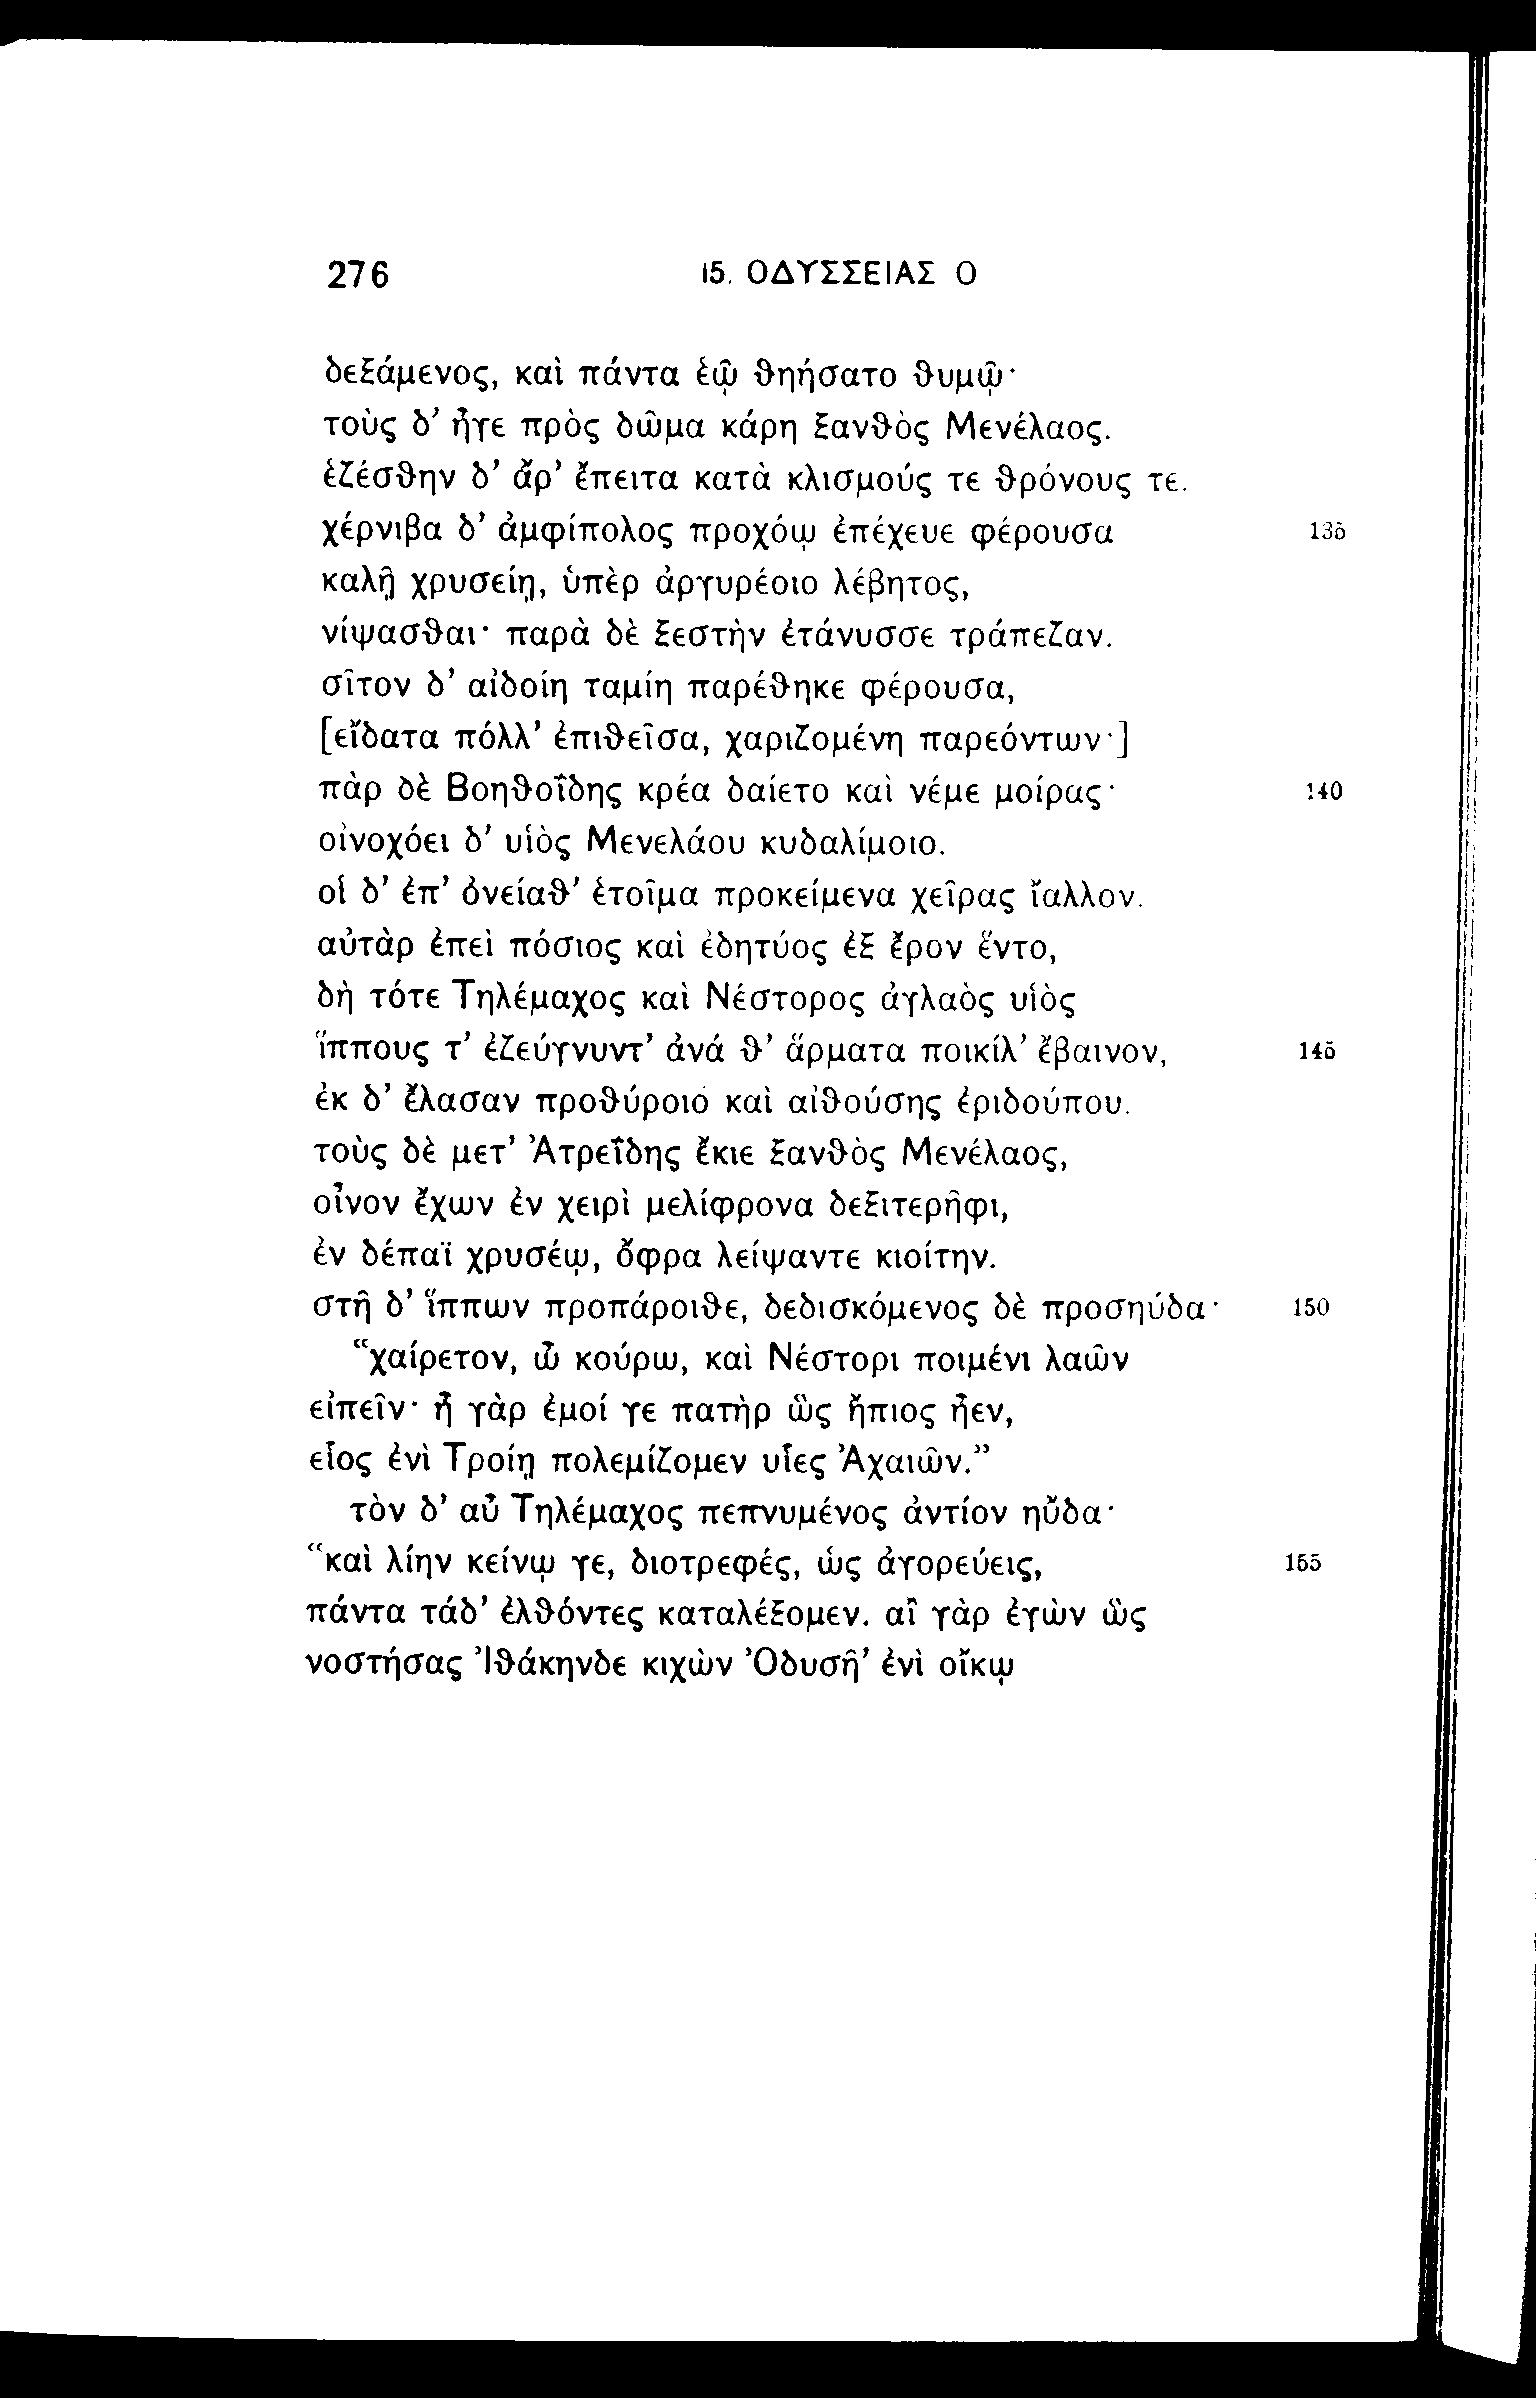 276 15. ΟΔΥΣΣΕΙΑΣ Ο
δεξάμενος, καὶ πάντα ἑῷ ϑηήσατο ϑυμῷ·
τοὺς δ’ ἦγε πρὸς δῶμα κάρη ξανϑὸς Μενέλαος.
ἑζέσϑην δ’ ἄρ’ ἔπειτα κατὰ κλισμούς τε ϑρόνους τε.
χέρνιβα δ’ ἀμφίπολος προχόῳ ἐπέχευε φέρουσα 135
καλῇ χρυσείῃ, ὑπὲρ ἀργυρέοιο λέβητος,
νίψασϑαι· παρὰ δὲ ξεστὴν ἐτάνυσσε τράπεζαν.
σῖτον δ’ αἰδοίη ταμίη παρέϑηκε φέρουσα,
[εἴδατα πόλλ’ ἐπιϑεῖσα, χαριζομένη παρεόντων·]
πὰρ δὲ Βοηϑοΐδης κρέα δαίετο καὶ νέμε μοίρας· 140
οἰνοχόει δ’ υἱὸς Μενελάου κυδαλίμοιο.
οἱ δ’ ἐπ’ ὀνείαϑ’ ἑτοῖμα προκείμενα χεῖρας ἴαλλον.
αὐτὰρ ἐπεὶ πόσιος καὶ ἐδητύος ἐξ ἔρον ἕντο,
δὴ τότε Τηλέμαχος καὶ Νέστορος ἀγλαὸς υἱὸς
ἵππους τ’ ἐζεύγνυντ’ ἀνά ϑ’ ἅρματα ποικίλ’ ἔβαινον, 145
ἐκ δ’ ἔλασαν προϑύροιο καὶ αἰϑούσης ἐριδούπου.
τοὺς δὲ μετ’ Ἀτρεΐδης ἔκιε ξανϑὸς Μενέλαος,
οἶνον ἔχων ἐν χειρὶ μελίφρονα δεξιτερῆφι,
ἐν δέπαϊ χρυσέῳ, ὄφρα λείψαντε κιοίτην.
στῆ δ’ ἵππων προπάροιϑε, δεδισκόμενος δὲ προσηύδα· 150
“χαίρετον, ὦ κούρω, καὶ Νέστορι ποιμένι λαῶν
εἰπεῖν· ἦ γὰρ ἐμοί γε πατὴρ ὣς ἤπιος ἦεν,
εἷος ἐνὶ Τροίῃ πολεμίζομεν υἷες Ἀχαιῶν.”
τὸν δ’ αὖ Τηλέμαχος πεπνυμένος ἀντίον ηὔδα·
“καὶ λίην κείνῳ γε, διοτρεφές, ὡς ἀγορεύεις, 155
πάντα τάδ’ ἐλϑόντες καταλέξομεν. αἲ γὰρ ἐγὼν ὣς
νοστήσας Ἰϑάκηνδε κιχὼν Ὀδυσῆ’ ἐνὶ οἴκῳ